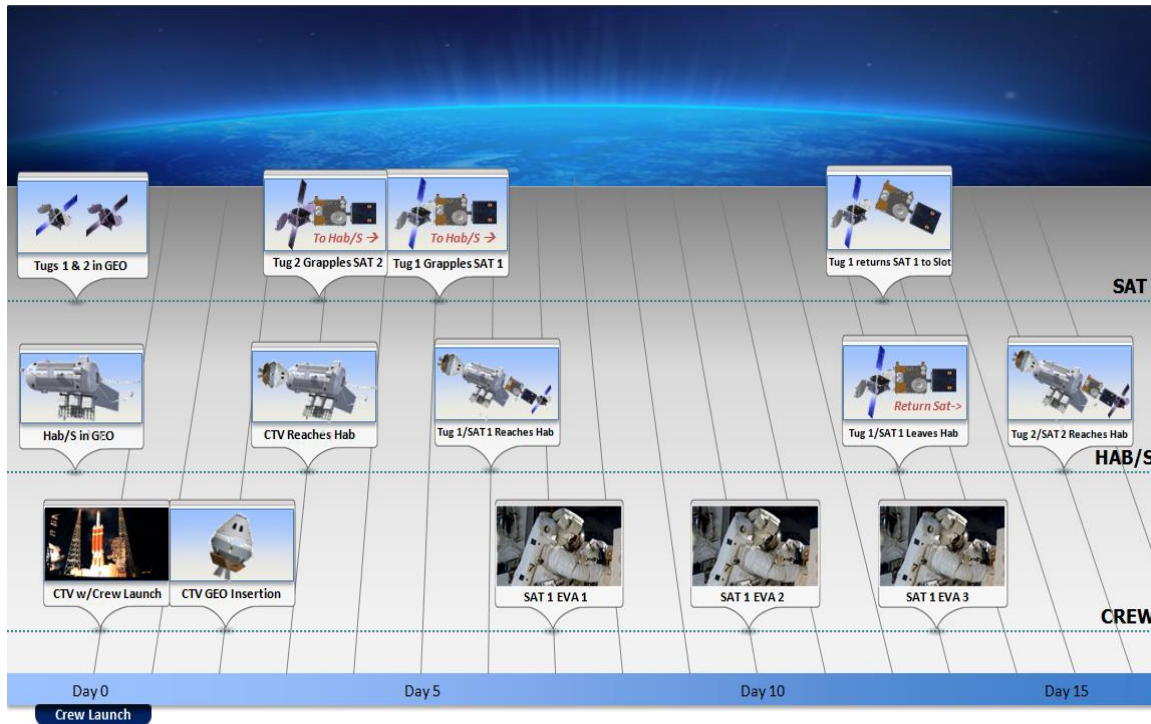 To Hab/S →
To Hab/S →
Tugs 1 & 2 in GEO
Tug 2 Grapples SAT 2
Tug 1 Grapples SAT 1
Tug 1 returns SAT 1 to Slot
SAT
Return Sat->
Hab/S in GEO
CTV Reaches Hab
Tug 1/SAT 1 Reaches Hab
Tug 1/SAT 1 Leaves Hab
Tug 2/SAT 2 Reaches Hab
HAB/S
CTV w/Crew Launch
CTV GEO Insertion
SAT 1 EVA 1
SAT 1 EVA 2
SAT 1 EVA 3
CREW
Day 0
Day 5
Day 10
Day 15
Crew Launch